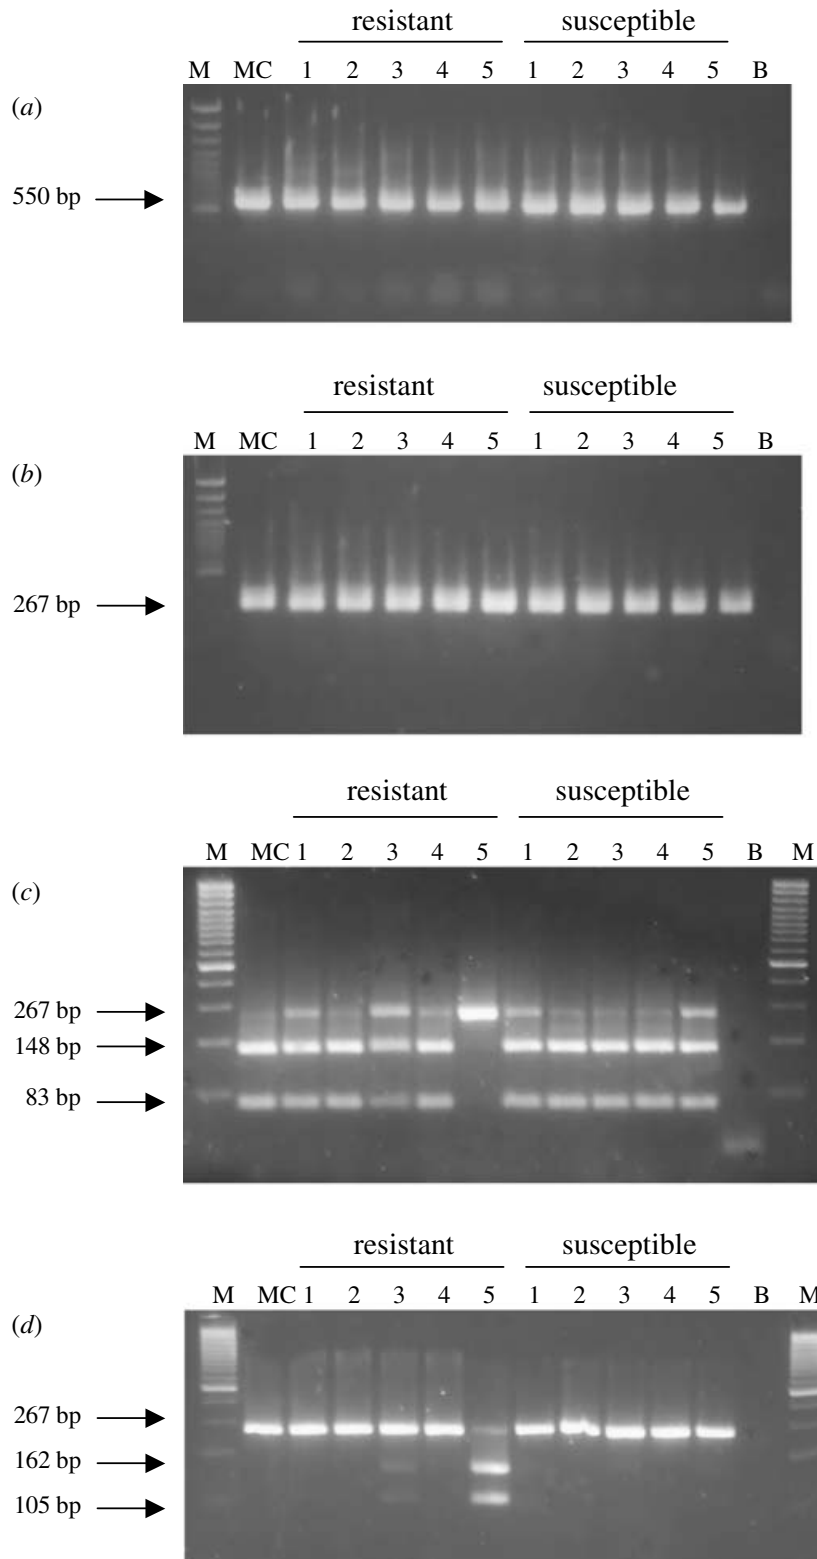 resistant susceptible
M MC 1 2 3 4 5 1 2 3 4 5 B
(a)
550 bp
resistant susceptible
M MC 1 2 3 4 5 1 2 3 4 5 B
(b)
267 bp
resistant susceptible
M MC 1 2 3 4 5 1 2 3 4 5 B M
(c)
267 bp
148 bp
83 bp
resistant susceptible
M MC 1 2 3 4 5 1 2 3 4 5 B M
(d)
267 bp
162 bp
105 bp